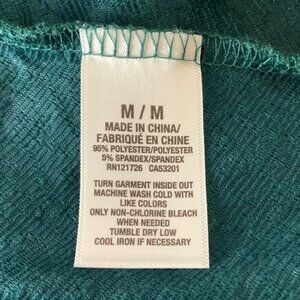 M / M
MADE IN CHINA/
FABRIQUÉ EN CHINE
95% POLYESTER/POLYESTER
5% SPANDEX/SPANDEX
RN121726 CA53201
TURN GARMENT INSIDE OUT
MACHINE WASH COLD WITH
LIKE COLORS
ONLY NON-CHLORINE BLEACH
WHEN NEEDED
TUMBLE DRY LOW
COOL IRON IF NECESSARY